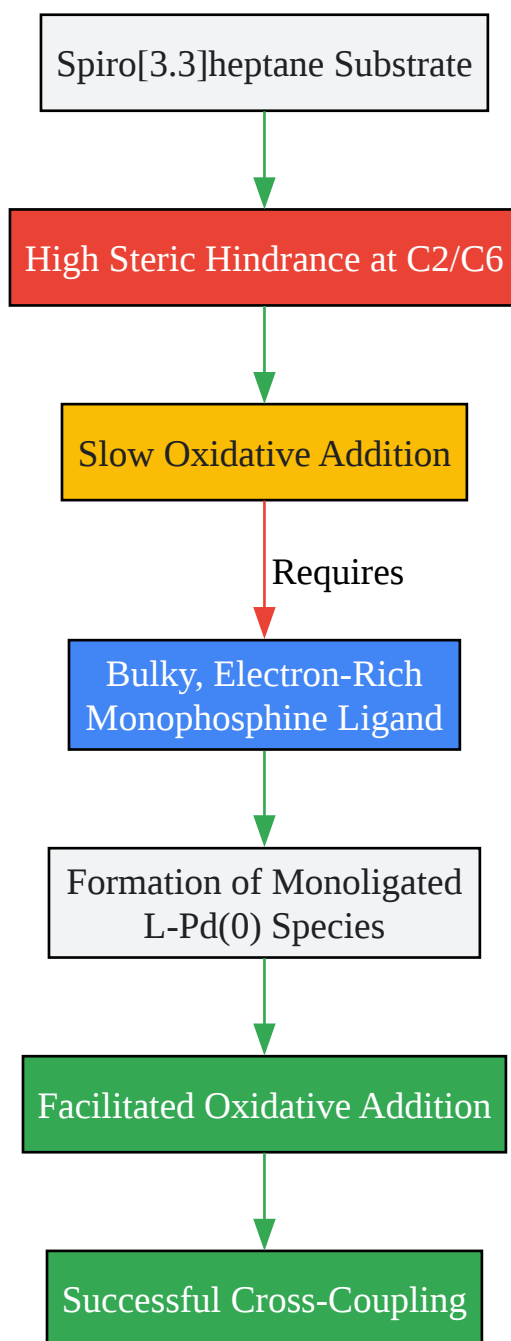 Spiro[3.3]heptane Substrate
High Steric Hindrance at C2/C6
Slow Oxidative Addition
Requires
Bulky, Electron-Rich
Monophosphine Ligand
Formation of Monoligated
L-Pd(0) Species
Facilitated Oxidative Addition
Successful Cross-Coupling